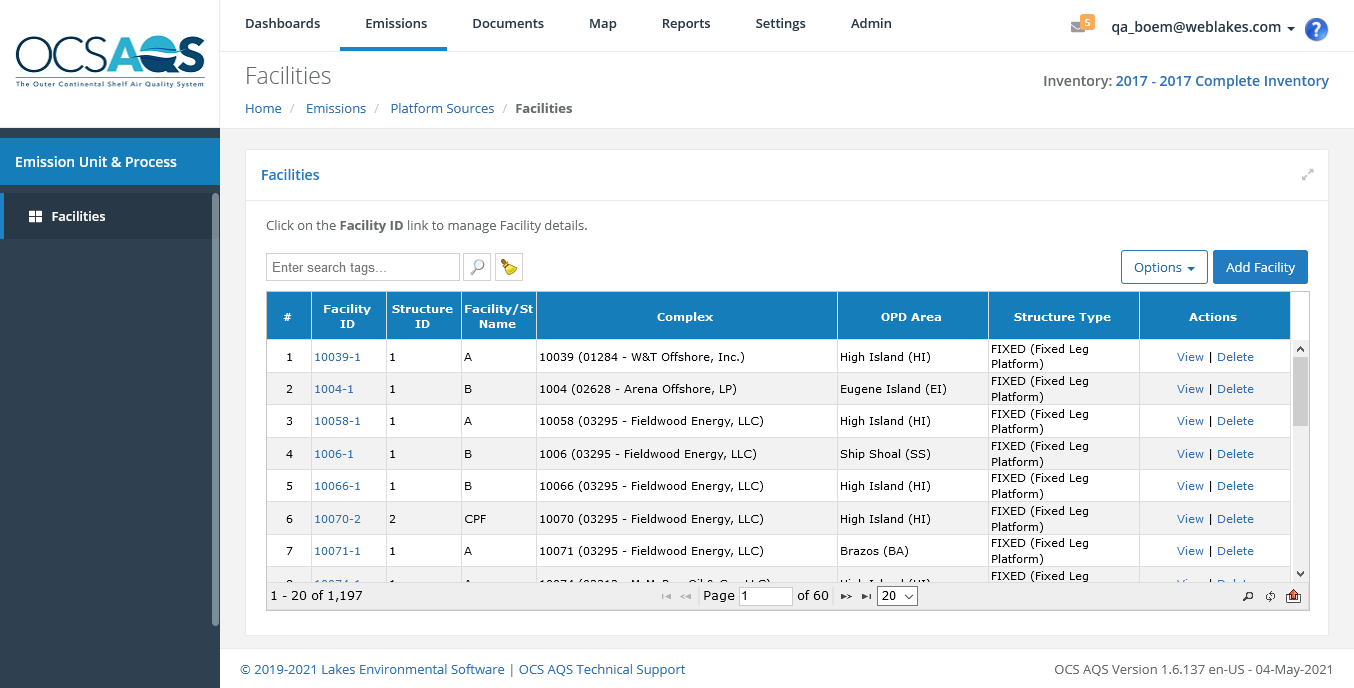 OCSAQS
The Outer Continental Shelf Air Quality System
Dashboards Emissions Documents Map Reports Settings Admin
5 qa_boem@weblakes.com ?
Facilities
Inventory: 2017 - 2017 Complete Inventory
Home / Emissions / Platform Sources / Facilities
Emission Unit & Process
Facilities
Facilities
Click on the Facility ID link to manage Facility details.
Enter search tags...
Options Add Facility
# Facility ID Structure ID Facility/St Name Complex OPD Area Structure Type Actions
1 10039-1 1 A 10039 (01284 - W&T Offshore, Inc.) High Island (HI) FIXED (Fixed Leg Platform) View | Delete
2 1004-1 1 B 1004 (02628 - Arena Offshore, LP) Eugene Island (EI) FIXED (Fixed Leg Platform) View | Delete
3 10058-1 1 A 10058 (03295 - Fieldwood Energy, LLC) High Island (HI) FIXED (Fixed Leg Platform) View | Delete
4 1006-1 1 B 1006 (03295 - Fieldwood Energy, LLC) Ship Shoal (SS) FIXED (Fixed Leg Platform) View | Delete
5 10066-1 1 B 10066 (03295 - Fieldwood Energy, LLC) High Island (HI) FIXED (Fixed Leg Platform) View | Delete
6 10070-2 2 CPF 10070 (03295 - Fieldwood Energy, LLC) High Island (HI) FIXED (Fixed Leg Platform) View | Delete
7 10071-1 1 A 10071 (03295 - Fieldwood Energy, LLC) Brazos (BA) FIXED (Fixed Leg Platform) View | Delete
FIXED (Fixed Leg
1 - 20 of 1,197 Page 1 of 60 20
© 2019-2021 Lakes Environmental Software | OCS AQS Technical Support
OCS AQS Version 1.6.137 en-US - 04-May-2021